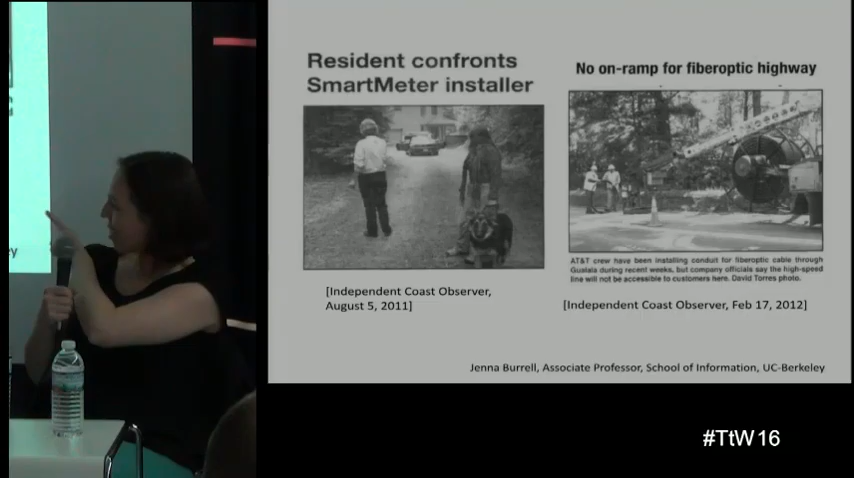 Resident confronts
SmartMeter installer
No on-ramp for fiberoptic highway
AT&T crew have been installing conduit for fiberoptic cable through
Gualala during recent weeks, but company officials say the high-speed
line will not be accessible to customers here. David Torres photo.
[Independent Coast Observer,
August 5, 2011]
[Independent Coast Observer, Feb 17, 2012]
Jenna Burrell, Associate Professor, School of Information, UC-Berkeley
#TtW16